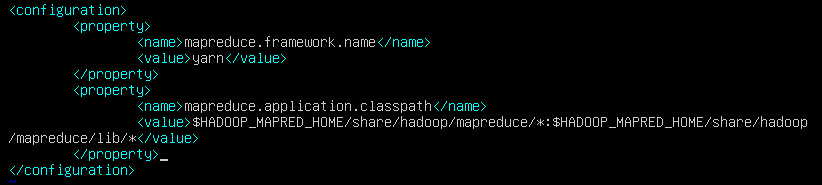 <configuration>
        <property>
                <name>mapreduce.framework.name</name>
                <value>yarn</value>
        </property>
        <property>
                <name>mapreduce.application.classpath</name>
                <value>$HADOOP_MAPRED_HOME/share/hadoop/mapreduce/*:$HADOOP_MAPRED_HOME/share/hadoop
/mapreduce/lib/*</value>
        </property>
</configuration>
~